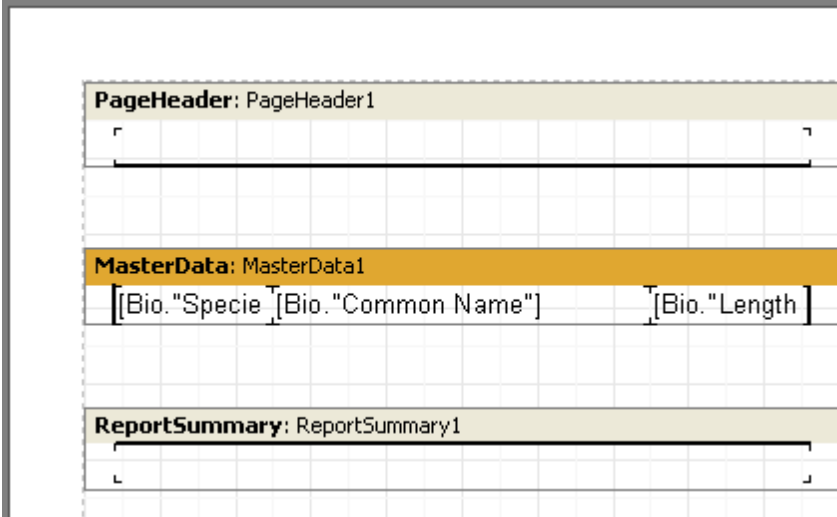 PageHeader: PageHeader1
MasterData: MasterData1
[Bio."Specie [Bio."Common Name"] [Bio."Length
ReportSummary: ReportSummary1